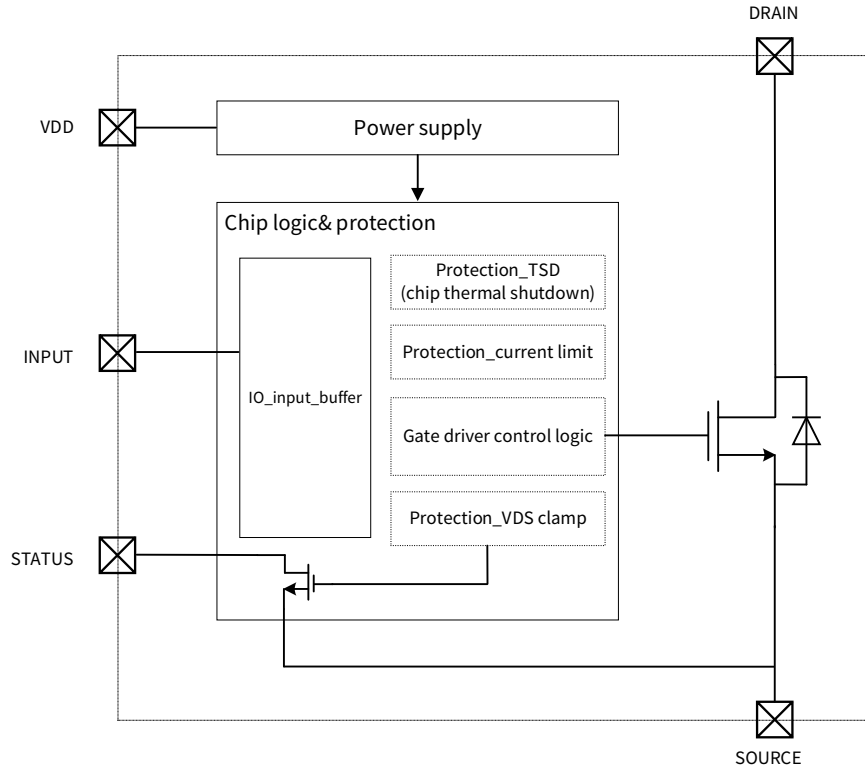 DRAIN
VDD
Power supply
Chip logic& protection
Protection_TSD
(chip thermal shutdown)
Protection_current limit
INPUT
IO_input_buffer
Gate driver control logic
Protection_VDS clamp
STATUS
SOURCE